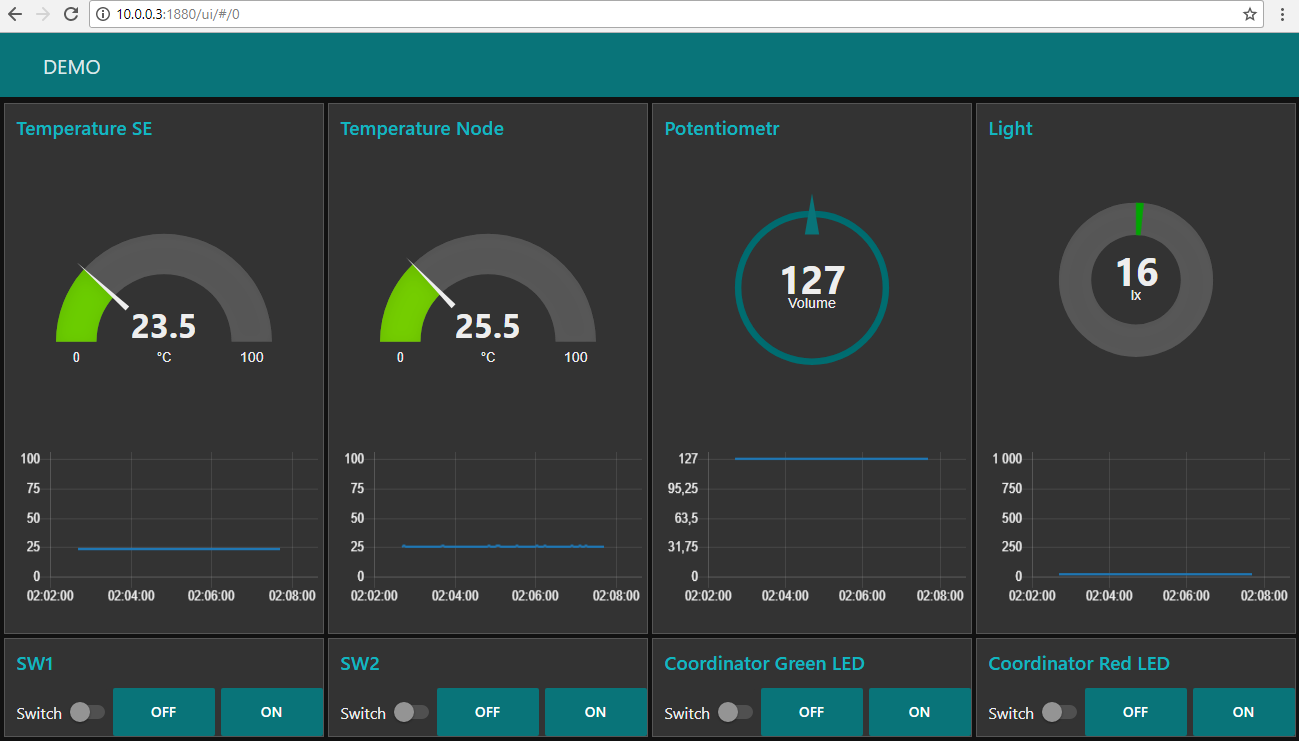 10.0.0.3:1880/ui/#/0
DEMO
Temperature SE
23.5
0 °C 100
100
75
50
25
0
02:02:00 02:04:00 02:06:00 02:08:00
Temperature Node
25.5
0 °C 100
100
75
50
25
0
02:02:00 02:04:00 02:06:00 02:08:00
Potentiometr
127
Volume
127
95,25
63,5
31,75
0
02:02:00 02:04:00 02:06:00 02:08:00
Light
16
lx
1 000
750
500
250
0
02:02:00 02:04:00 02:06:00 02:08:00
SW1
Switch OFF ON
SW2
Switch OFF ON
Coordinator Green LED
Switch OFF ON
Coordinator Red LED
Switch OFF ON